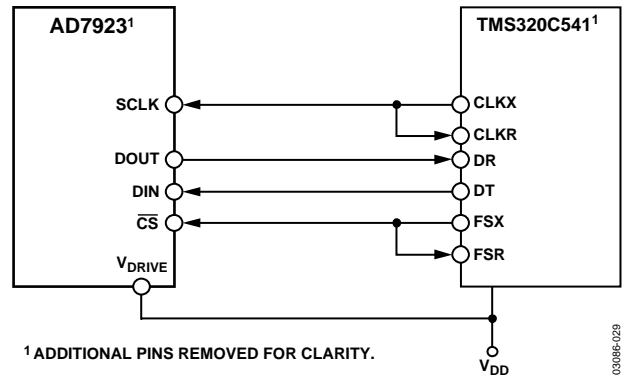 AD7923¹
TMS320C541¹
SCLK
CLKX
CLKR
DOUT
DR
DIN
DT
C̅S̅
FSX
FSR
VDRIVE
¹ ADDITIONAL PINS REMOVED FOR CLARITY.
VDD
03086-029